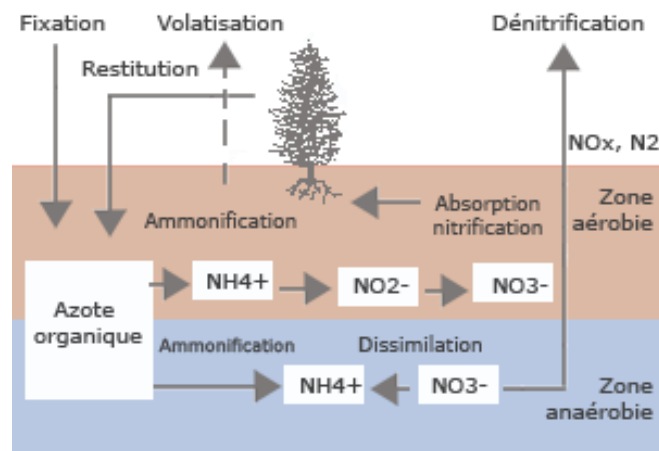 Fixation
Volatisation
Dénitrification
Restitution
NOx, N2
Ammonification
Absorption
nitrification
Zone
aérobie
Azote
organique
NH4+
NO2-
NO3-
Ammonification
Dissimilation
NH4+
NO3-
Zone
anaérobie